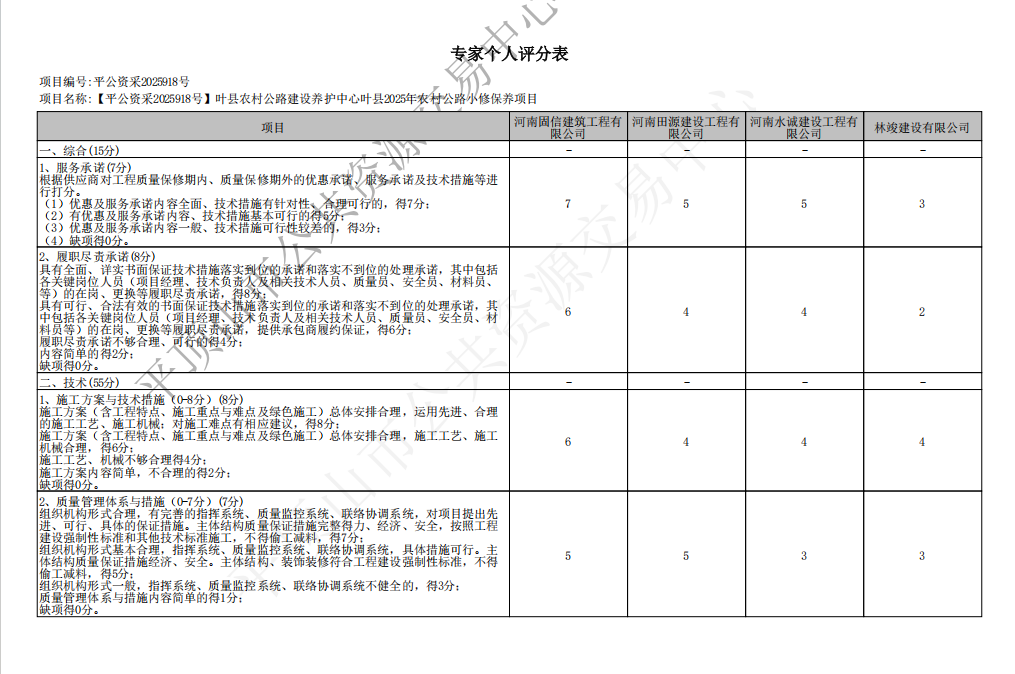 专家个人评分表
项目编号:平公资采2025918号
项目名称:【平公资采2025918号】叶县农村公路建设养护中心叶县2025年农村公路小修保养项目
项目 河南固信建筑工程有限公司 河南田源建设工程有限公司 河南水诚建设工程有限公司 林竣建设有限公司
一、综合(15分) - - - -
1、服务承诺(7分)
根据供应商对工程质量保修期内、质量保修期外的优惠承诺、服务承诺及技术措施等进
行打分。
(1)优惠及服务承诺内容全面、技术措施有针对性、合理可行的,得7分;
(2)有优惠及服务承诺内容、技术措施基本可行的得5分;
(3)优惠及服务承诺内容一般、技术措施可行性较差的,得3分;
(4)缺项得0分。
7 5 5 3
2、履职尽责承诺(8分)
具有全面、详实书面保证技术措施落实到位的承诺和落实不到位的处理承诺,其中包括
各关键岗位人员(项目经理、技术负责人及相关技术人员、质量员、安全员、材料员、
等)的在岗、更换等履职尽责承诺,得8分;
具有可行、合法有效的书面保证技术措施落实到位的承诺和落实不到位的处理承诺,其
中包括各关键岗位人员(项目经理、技术负责人及相关技术人员、质量员、安全员、材
料员等)的在岗、更换等履职尽责承诺,提供承包商履约保证,得6分;
履职尽责承诺不够合理、可行的得4分;
内容简单的得2分;
缺项得0分。
6 4 4 2
二、技术(55分) - - - -
1、施工方案与技术措施(0-8分)(8分)
施工方案(含工程特点、施工重点与难点及绿色施工)总体安排合理,运用先进、合理
的施工工艺、施工机械;对施工难点有相应建议,得8分;
施工方案(含工程特点、施工重点与难点及绿色施工)总体安排合理,施工工艺、施工
机械合理,得6分;
施工工艺、机械不够合理得4分;
施工方案内容简单,不合理的得2分;
缺项得0分。
6 4 4 4
2、质量管理体系与措施(0-7分)(7分)
组织机构形式合理,有完善的指挥系统、质量监控系统、联络协调系统,对项目提出先
进、可行、具体的保证措施。主体结构质量保证措施完整得力、经济、安全,按照工程
建设强制性标准和其他技术标准施工,不得偷工减料,得7分;
组织机构形式基本合理,指挥系统、质量监控系统、联络协调系统,具体措施可行。主
体结构质量保证措施经济、安全。主体结构、装饰装修符合工程建设强制性标准,不得
偷工减料,得5分;
组织机构形式一般,指挥系统、质量监控系统、联络协调系统不健全的,得3分;
质量管理体系与措施内容简单的得1分;
缺项得0分。
5 5 3 3
平顶山市公共资源交易中心
平顶山市公共资源交易中心